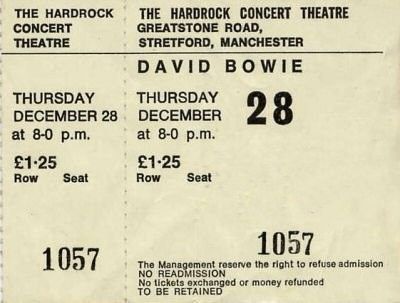 THE HARDROCK
CONCERT
THEATRE
THURSDAY
DECEMBER 28
at 8-0 p.m.
£1·25
Row Seat
1057
THE HARDROCK CONCERT THEATRE
GREATSTONE ROAD,
STRETFORD, MANCHESTER
DAVID BOWIE
THURSDAY
DECEMBER 28
at 8-0 p.m.
£1·25
Row Seat
1057
The Management reserve the right to refuse admission
NO READMISSION
No tickets exchanged or money refunded
TO BE RETAINED